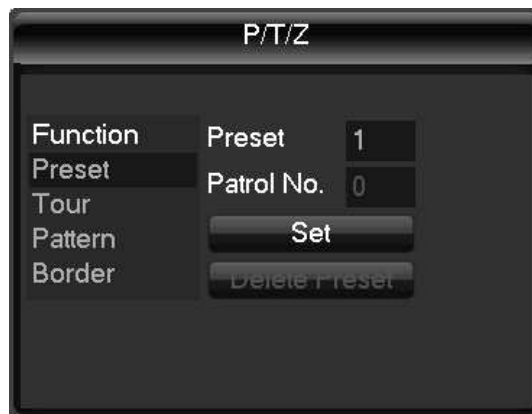 P/T/Z
Function
Preset
Tour
Pattern
Border
Preset 1
Patrol No. 0
Set
Delete Preset